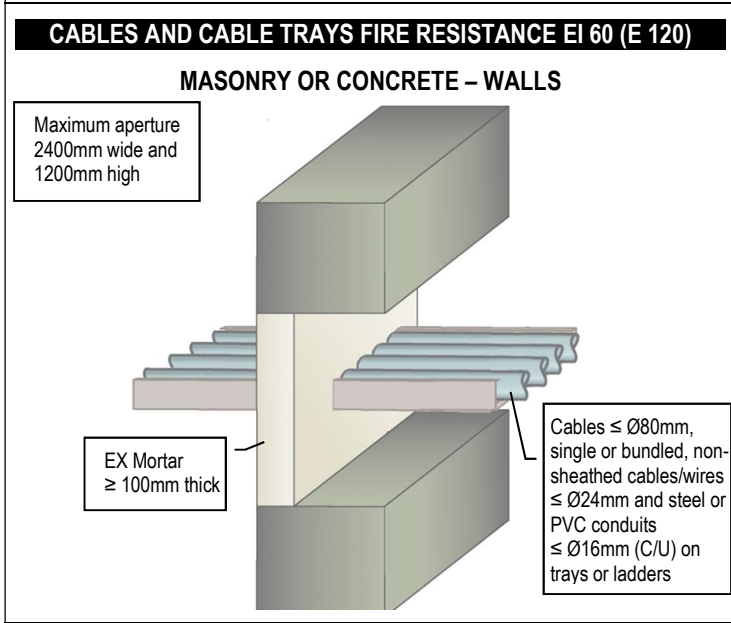 CABLES AND CABLE TRAYS FIRE RESISTANCE EI 60 (E 120)
MASONRY OR CONCRETE – WALLS
Maximum aperture
2400mm wide and
1200mm high
EX Mortar
≥ 100mm thick
Cables ≤ Ø80mm,
single or bundled, non-
sheathed cables/wires
≤ Ø24mm and steel or
PVC conduits
≤ Ø16mm (C/U) on
trays or ladders